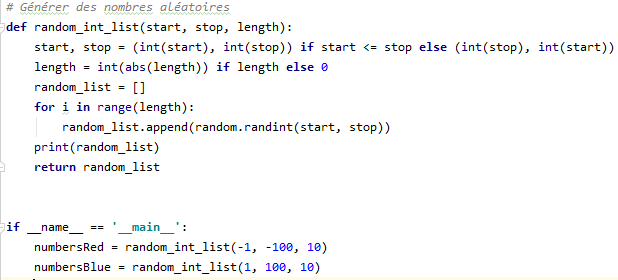 # Générer des nombres aléatoires
def random_int_list(start, stop, length):
    start, stop = (int(start), int(stop)) if start <= stop else (int(stop), int(start))
    length = int(abs(length)) if length else 0
    random_list = []
    for i in range(length):
        random_list.append(random.randint(start, stop))
    print(random_list)
    return random_list
if __name__ == '__main__':
    numbersRed = random_int_list(-1, -100, 10)
    numbersBlue = random_int_list(1, 100, 10)